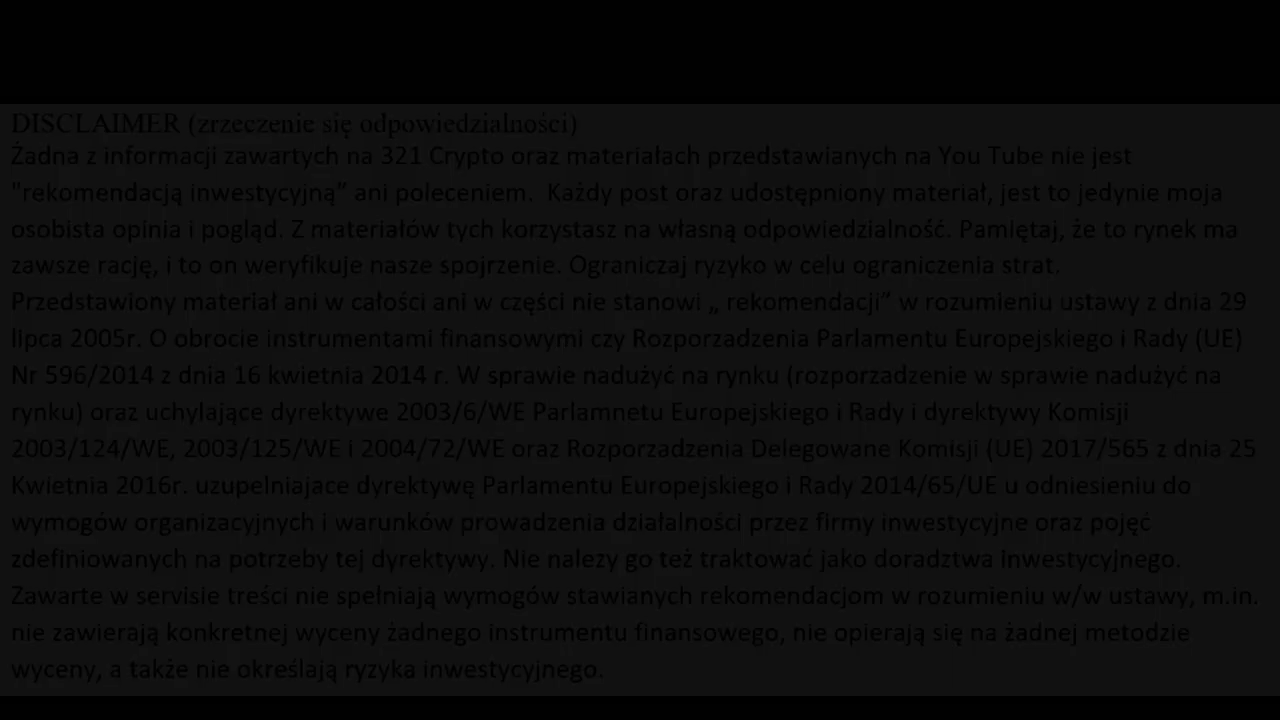 DISCLAIMER (zrzeczenie się odpowiedzialności)
Żadna z informacji zawartych na 321 Crypto oraz materiałach przedstawianych na You Tube nie jest
"rekomendacją inwestycyjną” ani poleceniem.  Każdy post oraz udostępniony materiał, jest to jedynie moja
osobista opinia i pogląd. Z materiałów tych korzystasz na własną odpowiedzialność. Pamiętaj, że to rynek ma
zawsze rację, i to on weryfikuje nasze spojrzenie. Ograniczaj ryzyko w celu ograniczenia strat.
Przedstawiony materiał ani w całości ani w części nie stanowi „ rekomendacji” w rozumieniu ustawy z dnia 29
lipca 2005r. O obrocie instrumentami finansowymi czy Rozporzadzenia Parlamentu Europejskiego i Rady (UE)
Nr 596/2014 z dnia 16 kwietnia 2014 r. W sprawie nadużyć na rynku (rozporzadzenie w sprawie nadużyć na
rynku) oraz uchylające dyrektywe 2003/6/WE Parlamnetu Europejskiego i Rady i dyrektywy Komisji
2003/124/WE, 2003/125/WE i 2004/72/WE oraz Rozporzadzenia Delegowane Komisji (UE) 2017/565 z dnia 25
Kwietnia 2016r. uzupelniajace dyrektywę Parlamentu Europejskiego i Rady 2014/65/UE u odniesieniu do
wymogów organizacyjnych i warunków prowadzenia działalności przez firmy inwestycyjne oraz pojęć
zdefiniowanych na potrzeby tej dyrektywy. Nie nalezy go też traktować jako doradztwa inwestycyjnego.
Zawarte w servisie treści nie spełniają wymogów stawianych rekomendacjom w rozumieniu w/w ustawy, m.in.
nie zawierają konkretnej wyceny żadnego instrumentu finansowego, nie opierają się na żadnej metodzie
wyceny, a także nie określają ryzyka inwestycyjnego.